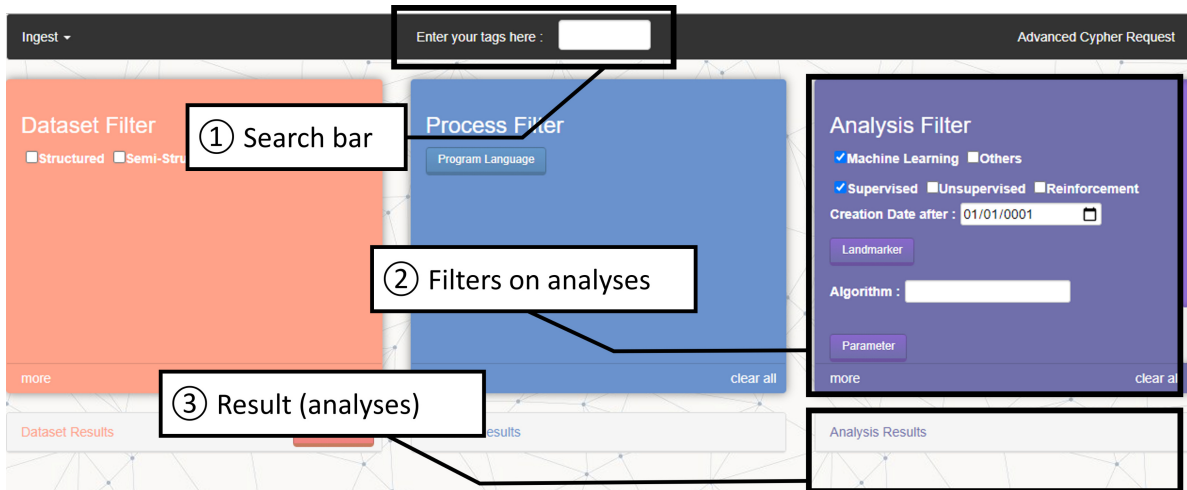 Ingest
Enter your tags here :
Advanced Cypher Request
① Search bar
Dataset Filter
Structured
Process Filter
Program Language
Analysis Filter
Machine Learning Others
Supervised Unsupervised Reinforcement
Creation Date after : 01/01/0001
Landmarker
② Filters on analyses
Algorithm :
Parameter
more
clear all
more
clear al
③ Result (analyses)
Dataset Results
Analysis Results